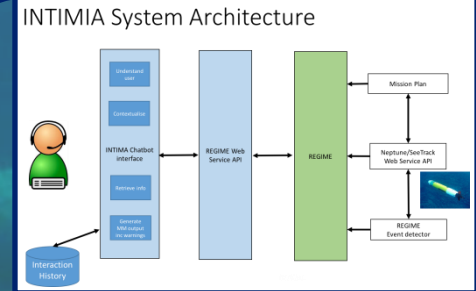 INTIMIA System Architecture
Understand
user
Contextualise
INTIMA Chatbot
interface
Retrieve info
Generate
MM output
inc warnings
Interaction
History
REGIME Web
Service API
REGIME
Mission Plan
Neptune/SeeTrack
Web Service API
REGIME
Event detector